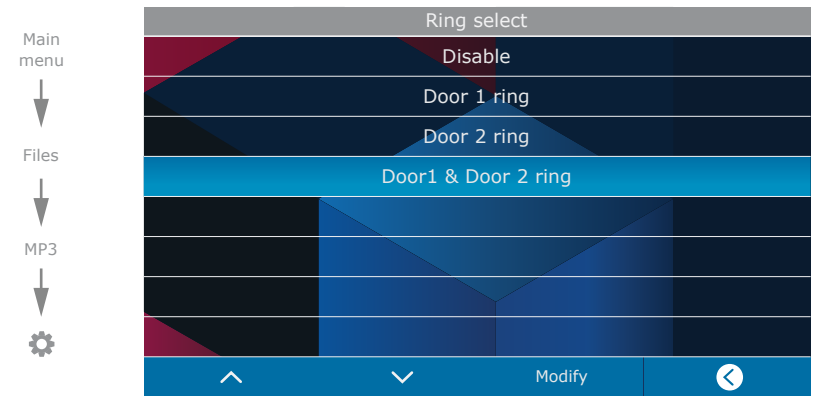 Main
menu
Files
MP3
Ring select
Disable
Door 1 ring
Door 2 ring
Door1 & Door 2 ring
Modify